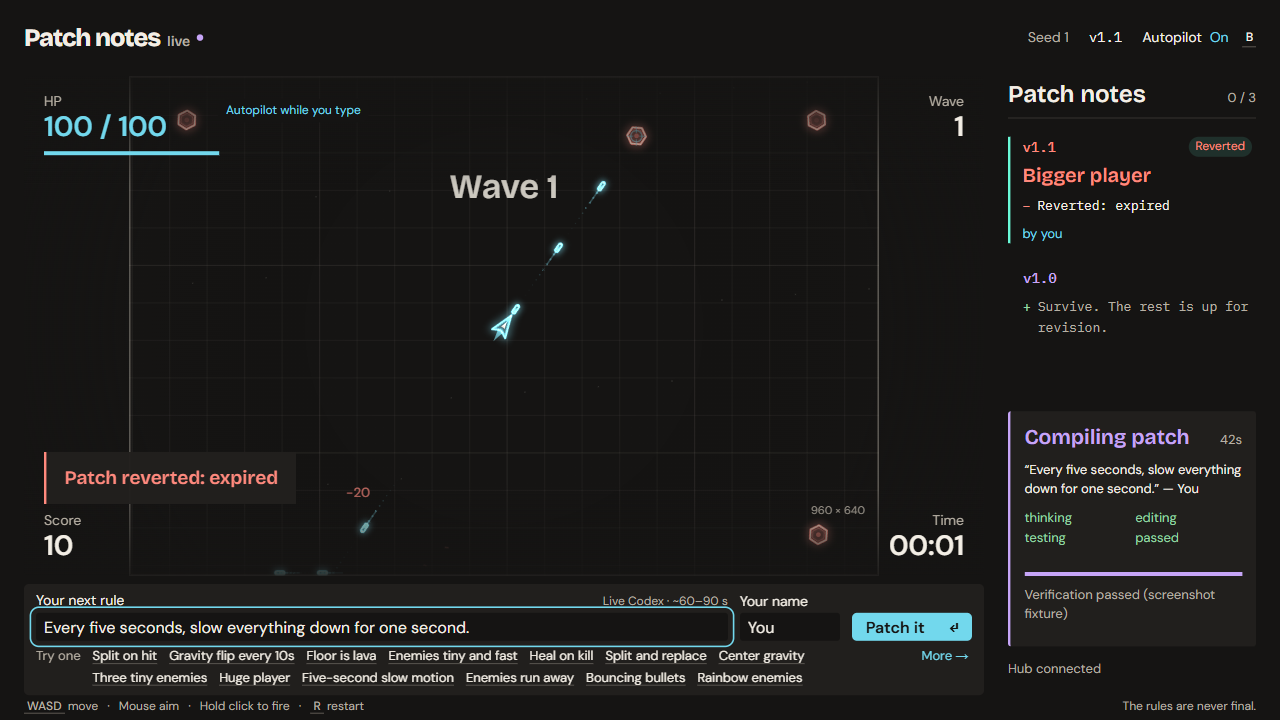 Patch notes live
Seed 1 v1.1 Autopilot On B
HP
100 / 100
Autopilot while you type
Wave
1
Wave 1
Patch reverted: expired
-20
960 × 640
Score
10
Time
00:01
Patch notes 0 / 3
v1.1 Reverted
Bigger player
– Reverted: expired
by you
v1.0
+ Survive. The rest is up for
revision.
Compiling patch 42s
“Every five seconds, slow everything
down for one second.” — You
thinking editing
testing passed
Verification passed (screenshot
fixture)
Hub connected
Your next rule Live Codex · ~60–90 s Your name
Every five seconds, slow everything down for one second. You Patch it ↵
Try one Split on hit Gravity flip every 10s Floor is lava Enemies tiny and fast Heal on kill Split and replace Center gravity More →
Three tiny enemies Huge player Five-second slow motion Enemies run away Bouncing bullets Rainbow enemies
WASD move · Mouse aim · Hold click to fire · R restart
The rules are never final.